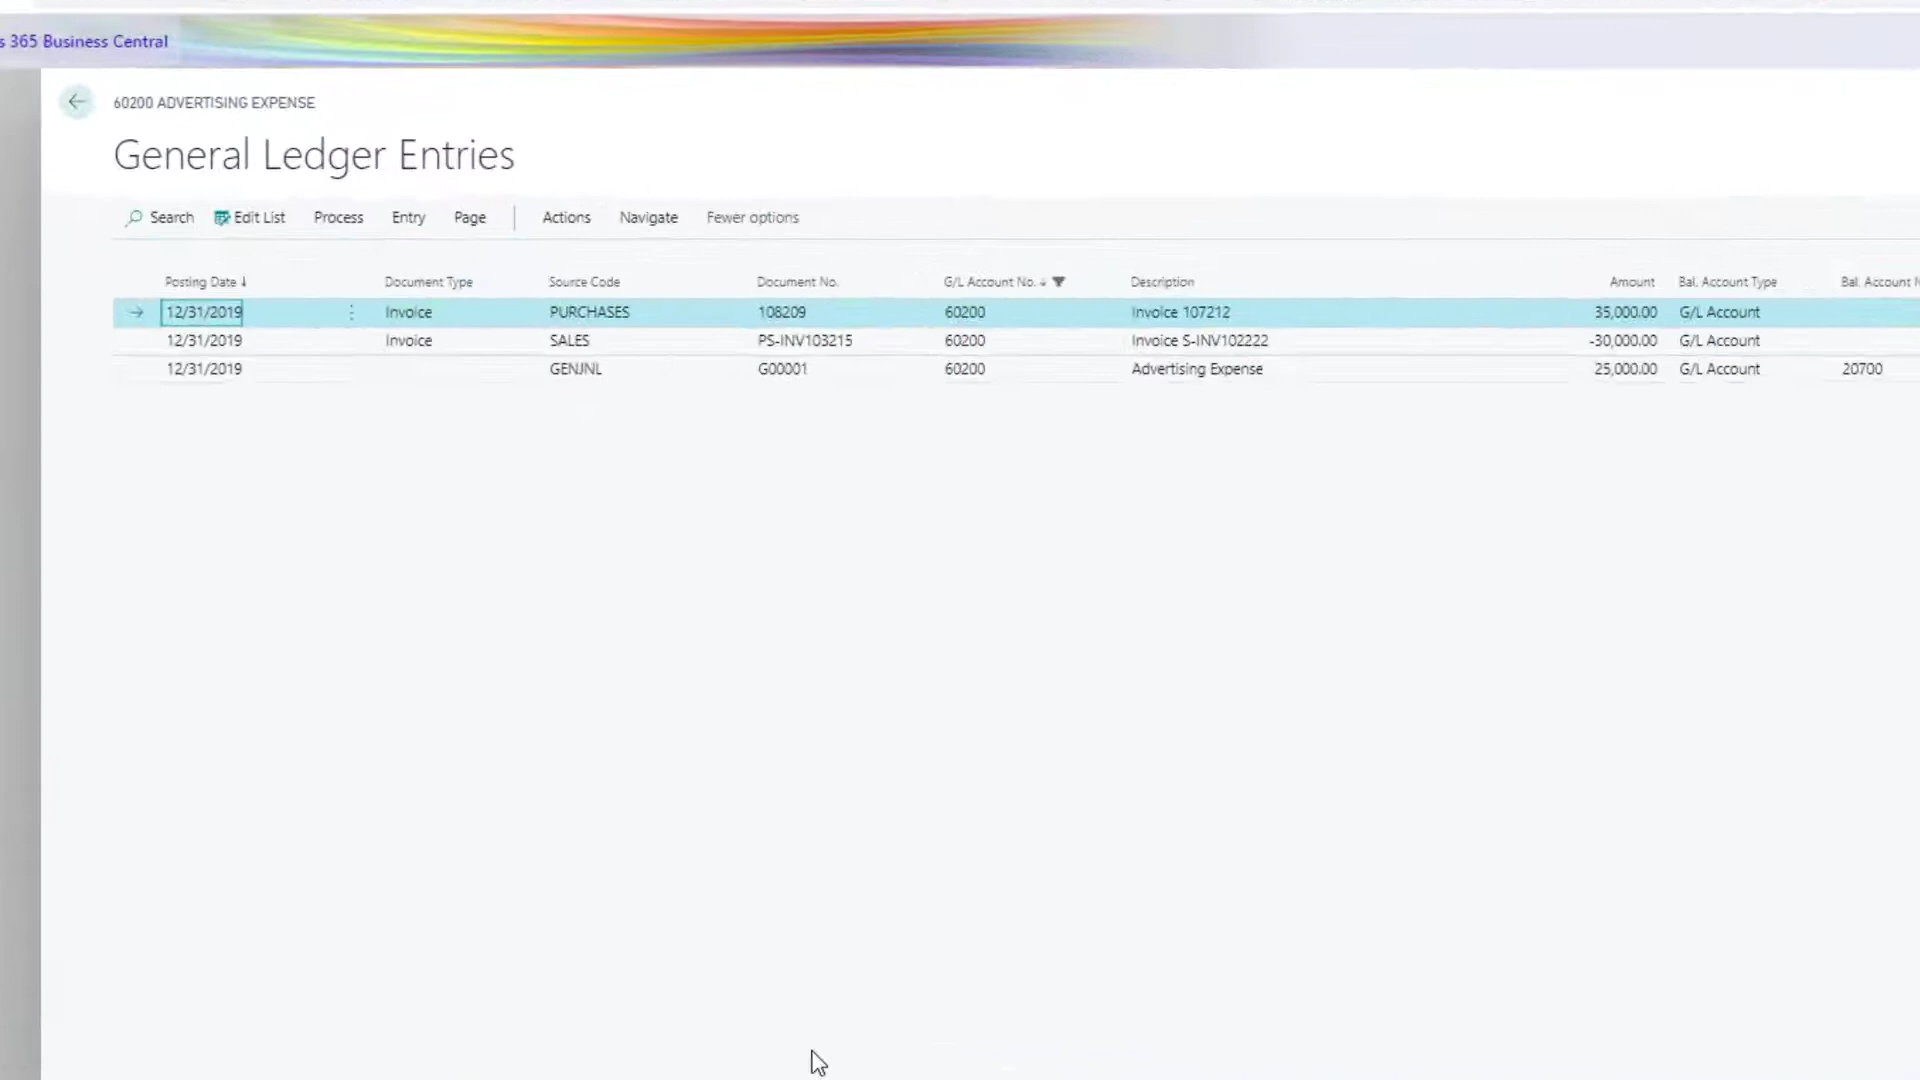 s 365 Business Central
60200 ADVERTISING EXPENSE
General Ledger Entries
Search Edit List Process Entry Page Actions Navigate Fewer options
Posting Date ↓ Document Type Source Code Document No. G/L Account No. ↓ Description Amount Bal. Account Type Bal. Account N
12/31/2019 Invoice PURCHASES 108209 60200 Invoice 107212 35,000.00 G/L Account
12/31/2019 Invoice SALES PS-INV103215 60200 Invoice S-INV102222 -30,000.00 G/L Account
12/31/2019 GENJNL G00001 60200 Advertising Expense 25,000.00 G/L Account 20700